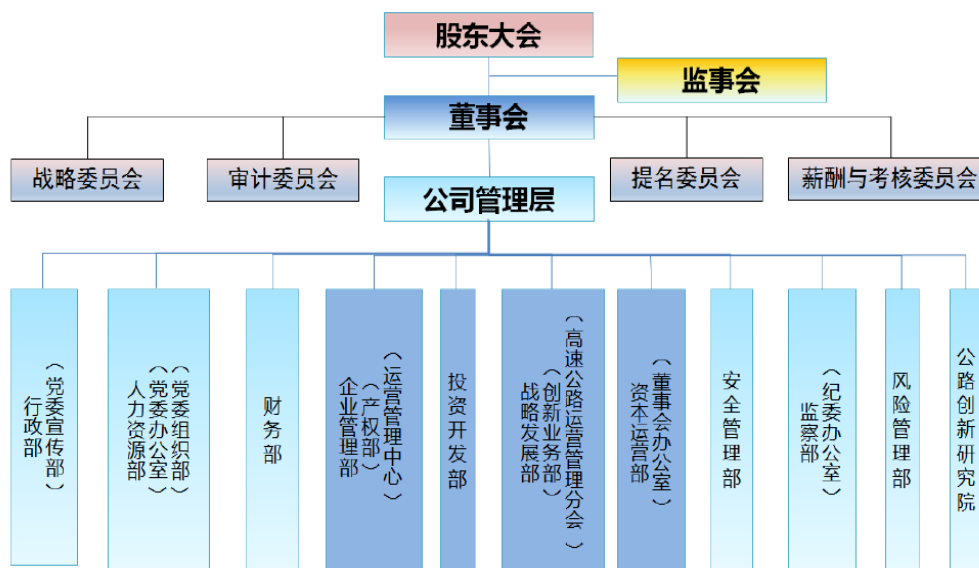 股东大会
监事会
董事会
战略委员会
审计委员会
提名委员会
薪酬与考核委员会
公司管理层
行政部
（党委宣传部）
人力资源部
（党委办公室）
（党委组织部）
财务部
企业管理部
（产权部）
（运营管理中心）
投资开发部
战略发展部
（创新业务部）
（高速公路运营管理分会）
资本运营部
（董事会办公室）
安全管理部
监察部
（纪委办公室）
风险管理部
公路创新研究院